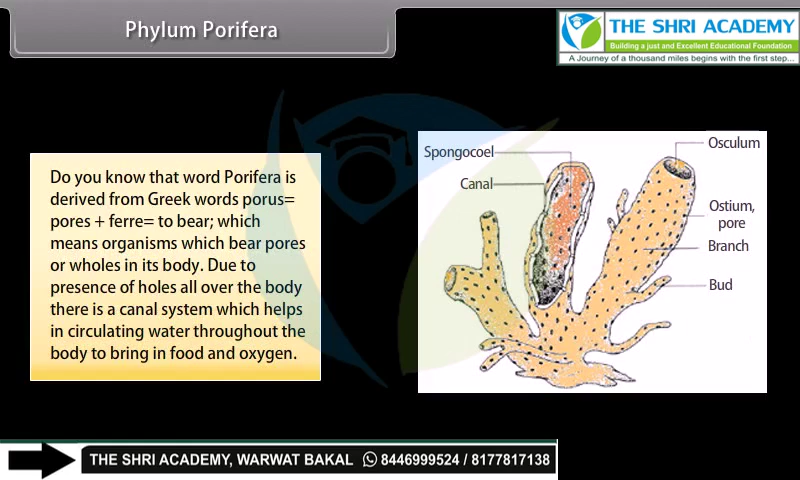 Phylum Porifera
THE SHRI ACADEMY
Building a just and Excellent Educational Foundation
A Journey of a thousand miles begins with the first step...
Do you know that word Porifera is
derived from Greek words porus=
pores + ferre= to bear; which
means organisms which bear pores
or wholes in its body. Due to
presence of holes all over the body
there is a canal system which helps
in circulating water throughout the
body to bring in food and oxygen.
Spongocoel
Canal
Osculum
Ostium,
pore
Branch
Bud
THE SHRI ACADEMY, WARWAT BAKAL 8446999524 / 8177817138